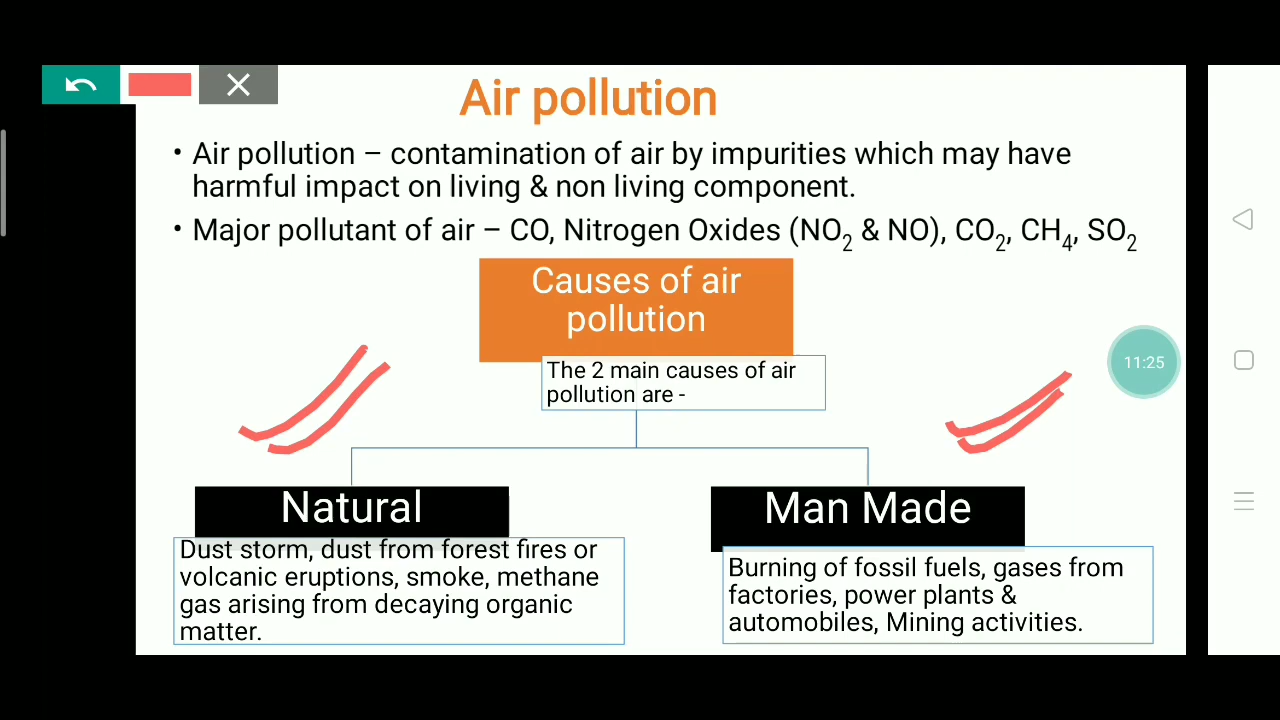 Air pollution
• Air pollution – contamination of air by impurities which may have
harmful impact on living & non living component.
• Major pollutant of air – CO, Nitrogen Oxides (NO₂ & NO), CO₂, CH₄, SO₂
Causes of air
pollution
The 2 main causes of air
pollution are -
11:25
Natural
Dust storm, dust from forest fires or
volcanic eruptions, smoke, methane
gas arising from decaying organic
matter.
Man Made
Burning of fossil fuels, gases from
factories, power plants &
automobiles, Mining activities.